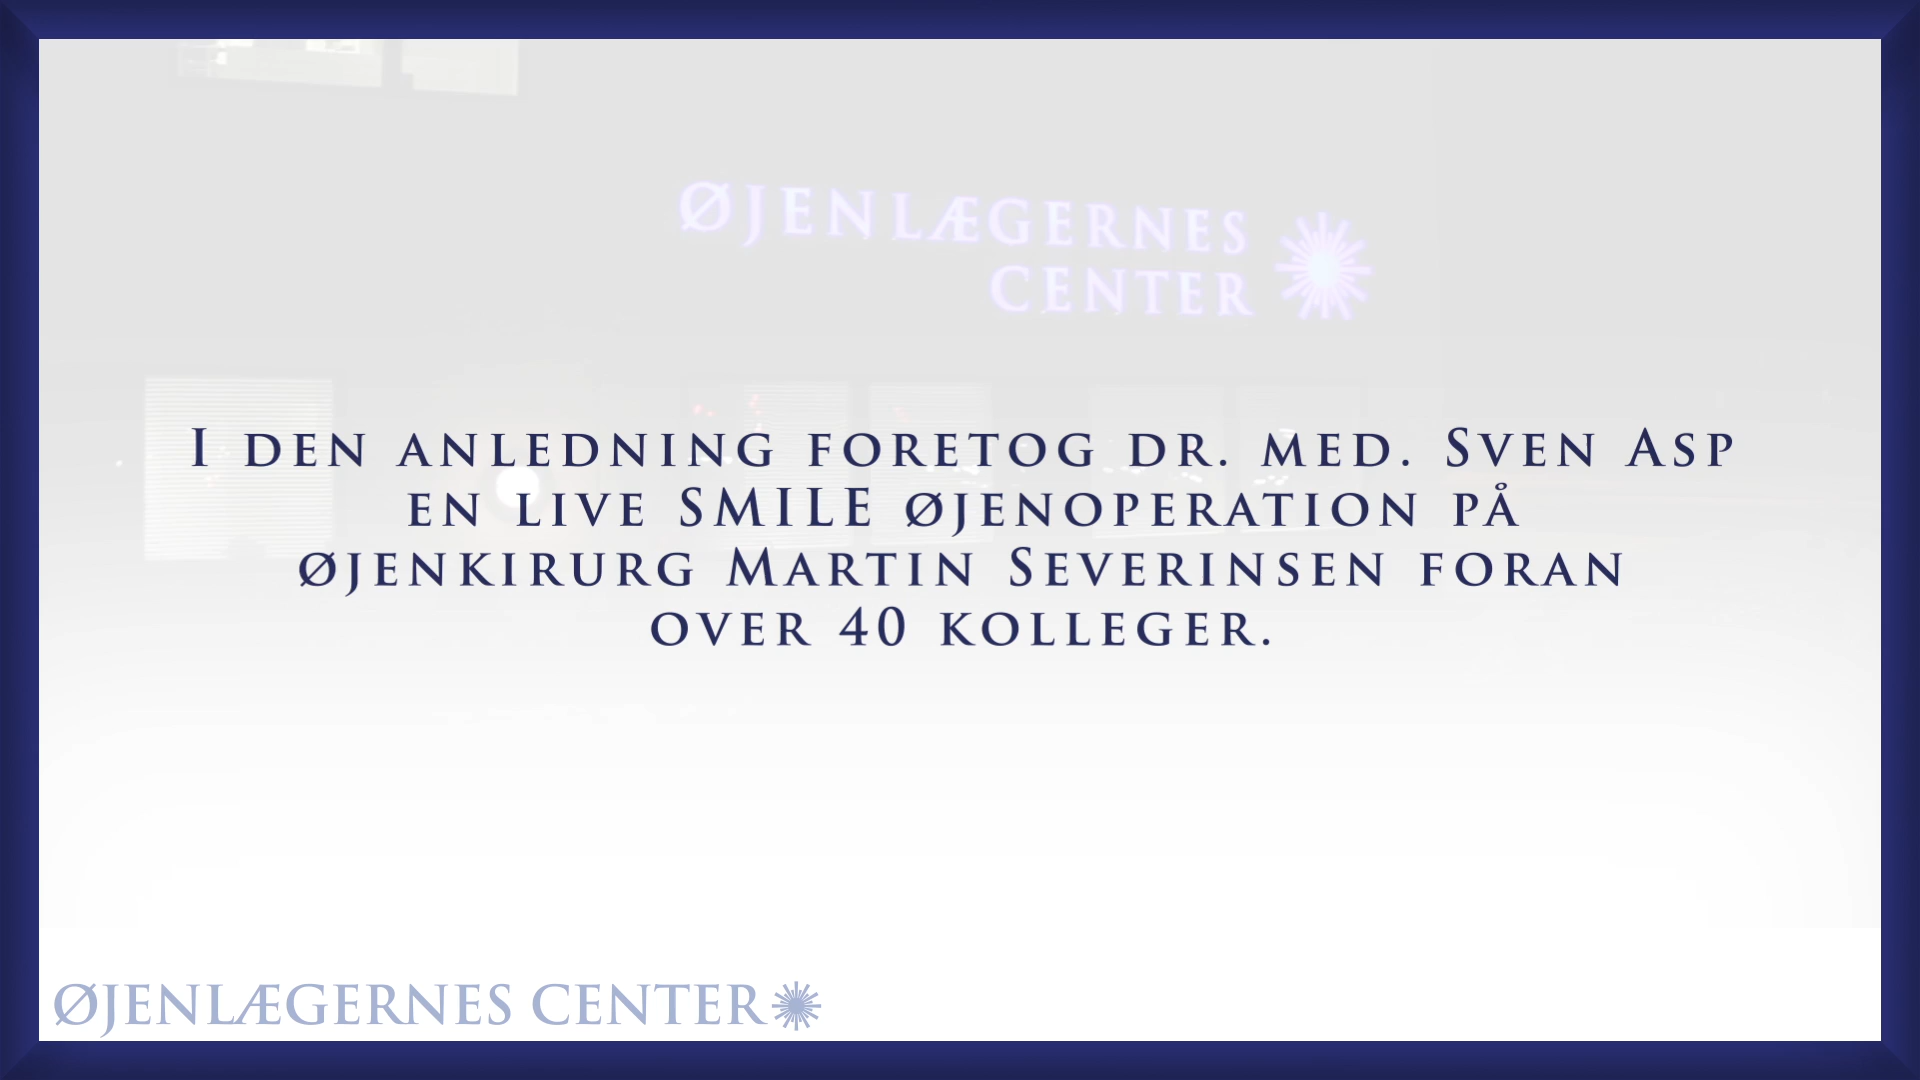 ØJENLÆGERNES
CENTER
I DEN ANLEDNING FORETOG DR. MED. SVEN ASP
EN LIVE SMILE ØJENOPERATION PÅ
ØJENKIRURG MARTIN SEVERINSEN FORAN
OVER 40 KOLLEGER.
ØJENLÆGERNES CENTER